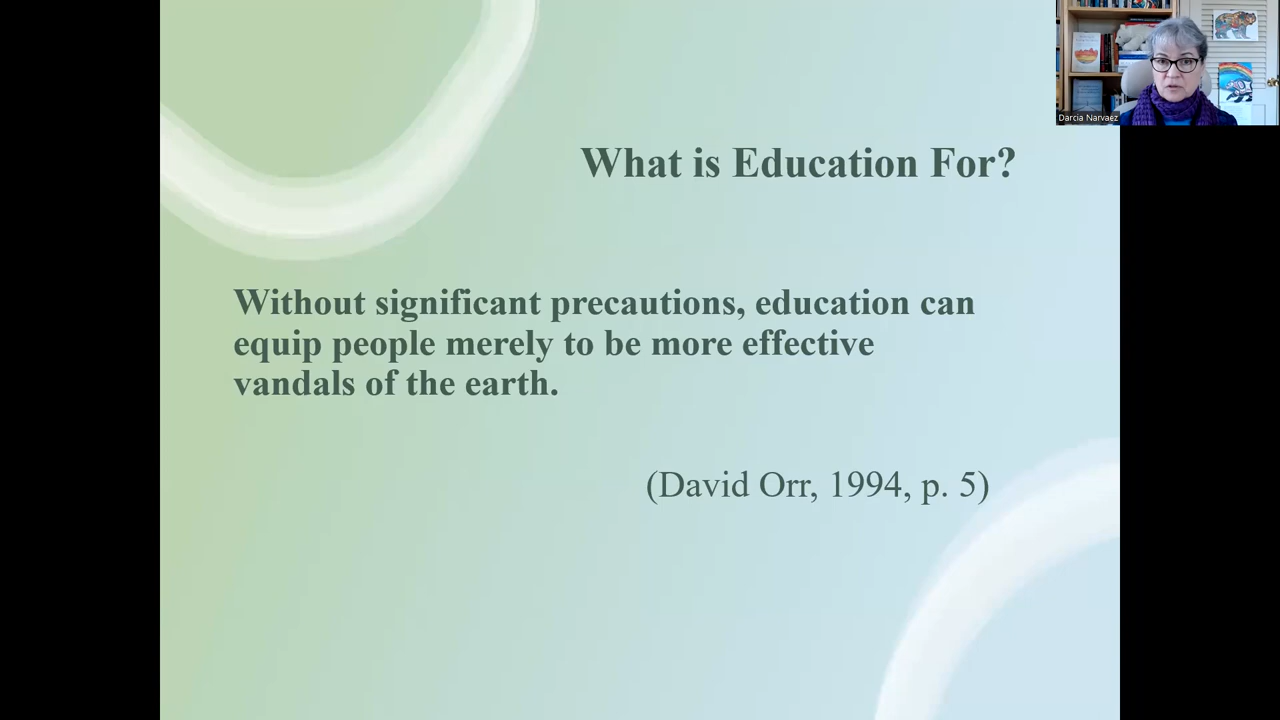 What is Education For?
Without significant precautions, education can
equip people merely to be more effective
vandals of the earth.
(David Orr, 1994, p. 5)
Darcia Narvaez